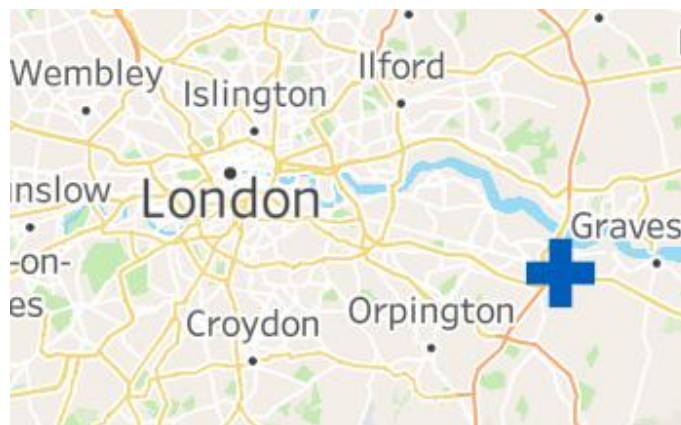 Wembley
Ilford
Islington
nslow
London
Graves
-on-
es
Croydon
Orpington